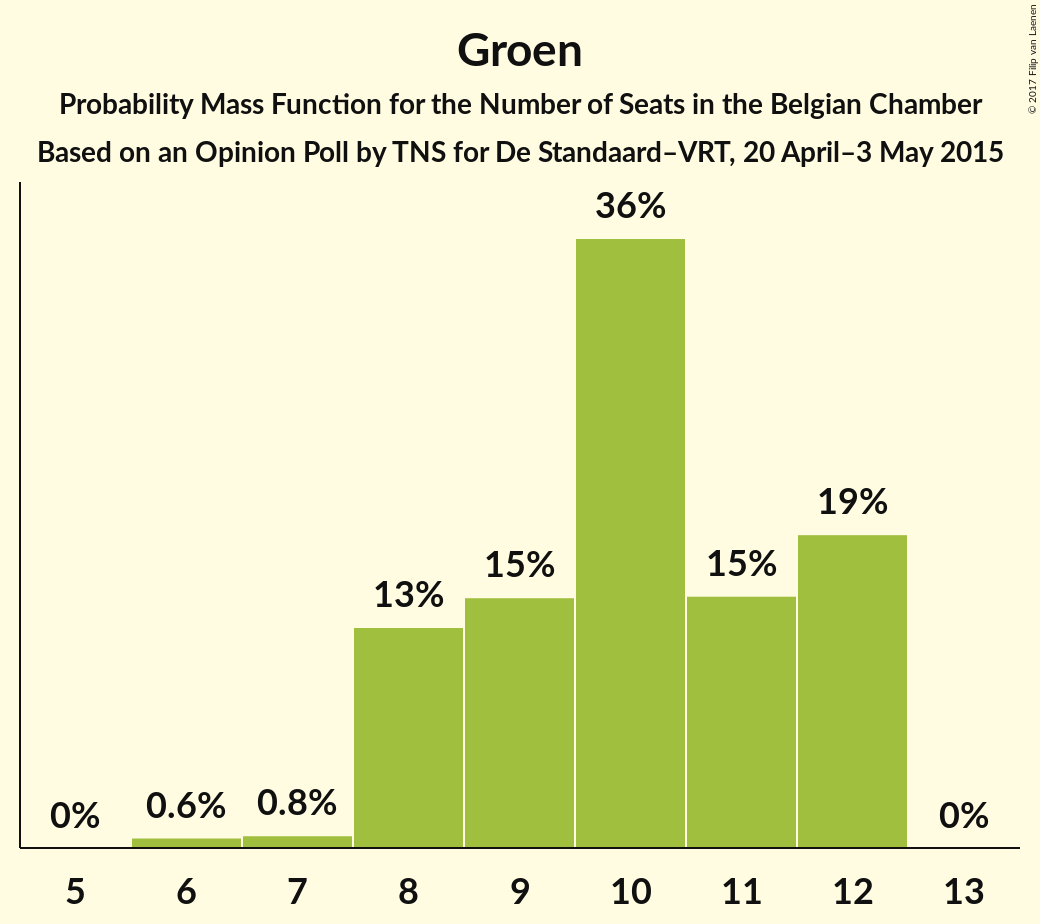 Groen
Probability Mass Function for the Number of Seats in the Belgian Chamber
Based on an Opinion Poll by TNS for De Standaard–VRT, 20 April–3 May 2015
© 2017 Filip van Laenen
0% 0.6% 0.8% 13% 15% 36% 15% 19% 0%
5 6 7 8 9 10 11 12 13